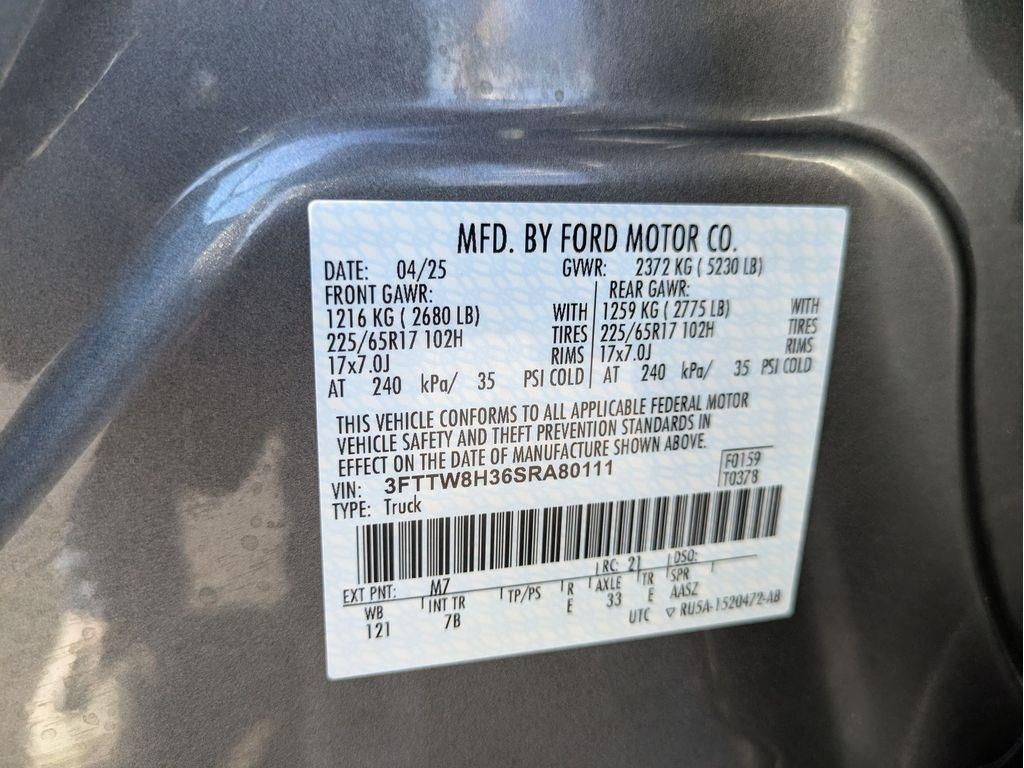 MFD. BY FORD MOTOR CO.
DATE: 04/25 GVWR: 2372 KG ( 5230 LB)
FRONT GAWR: REAR GAWR:
1216 KG ( 2680 LB) WITH 1259 KG ( 2775 LB) WITH
225/65R17 102H TIRES 225/65R17 102H TIRES
17x7.0J RIMS 17x7.0J RIMS
AT 240 kPa/ 35 PSI COLD AT 240 kPa/ 35 PSI COLD
THIS VEHICLE CONFORMS TO ALL APPLICABLE FEDERAL MOTOR
VEHICLE SAFETY AND THEFT PREVENTION STANDARDS IN
EFFECT ON THE DATE OF MANUFACTURE SHOWN ABOVE.
VIN: 3FTTW8H36SRA80111 F0159
TYPE: Truck T0378
EXT PNT: M7 RC: 21 DSO:
WB INT TR TP/PS R E AXLE TR E SPR
121 7B 33 AASZ
UTC ▽ RU5A-1520472-AB